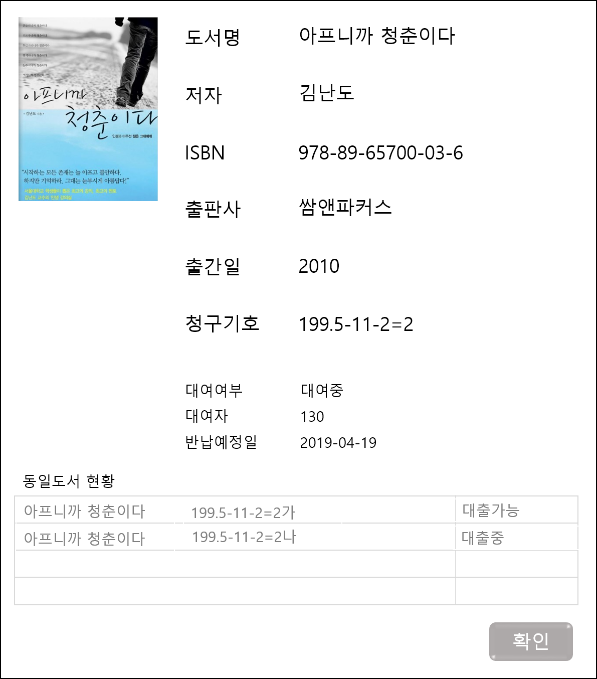 아프니까
청춘이다
"시작하는 모든 존재는 늘 아프고 불안하다.
하지만 기억하라, 그대는 눈부시게 아름답다!"
도서명 아프니까 청춘이다
저자 김난도
ISBN 978-89-65700-03-6
출판사 쌈앤파커스
출간일 2010
청구기호 199.5-11-2=2
대여여부 대여중
대여자 130
반납예정일 2019-04-19
동일도서 현황
아프니까 청춘이다 199.5-11-2=2가 대출가능
아프니까 청춘이다 199.5-11-2=2나 대출중
확인